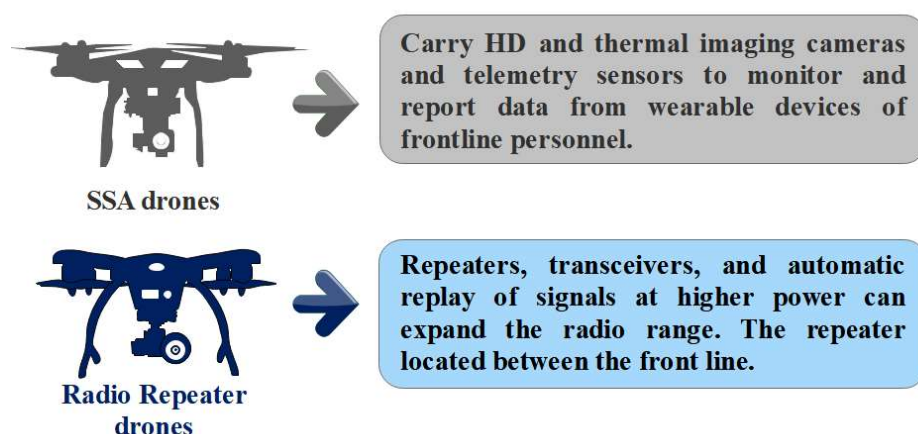 Carry HD and thermal imaging cameras
and telemetry sensors to monitor and
report data from wearable devices of
frontline personnel.
SSA drones
Repeaters, transceivers, and automatic
replay of signals at higher power can
expand the radio range. The repeater
located between the front line.
Radio Repeater
drones